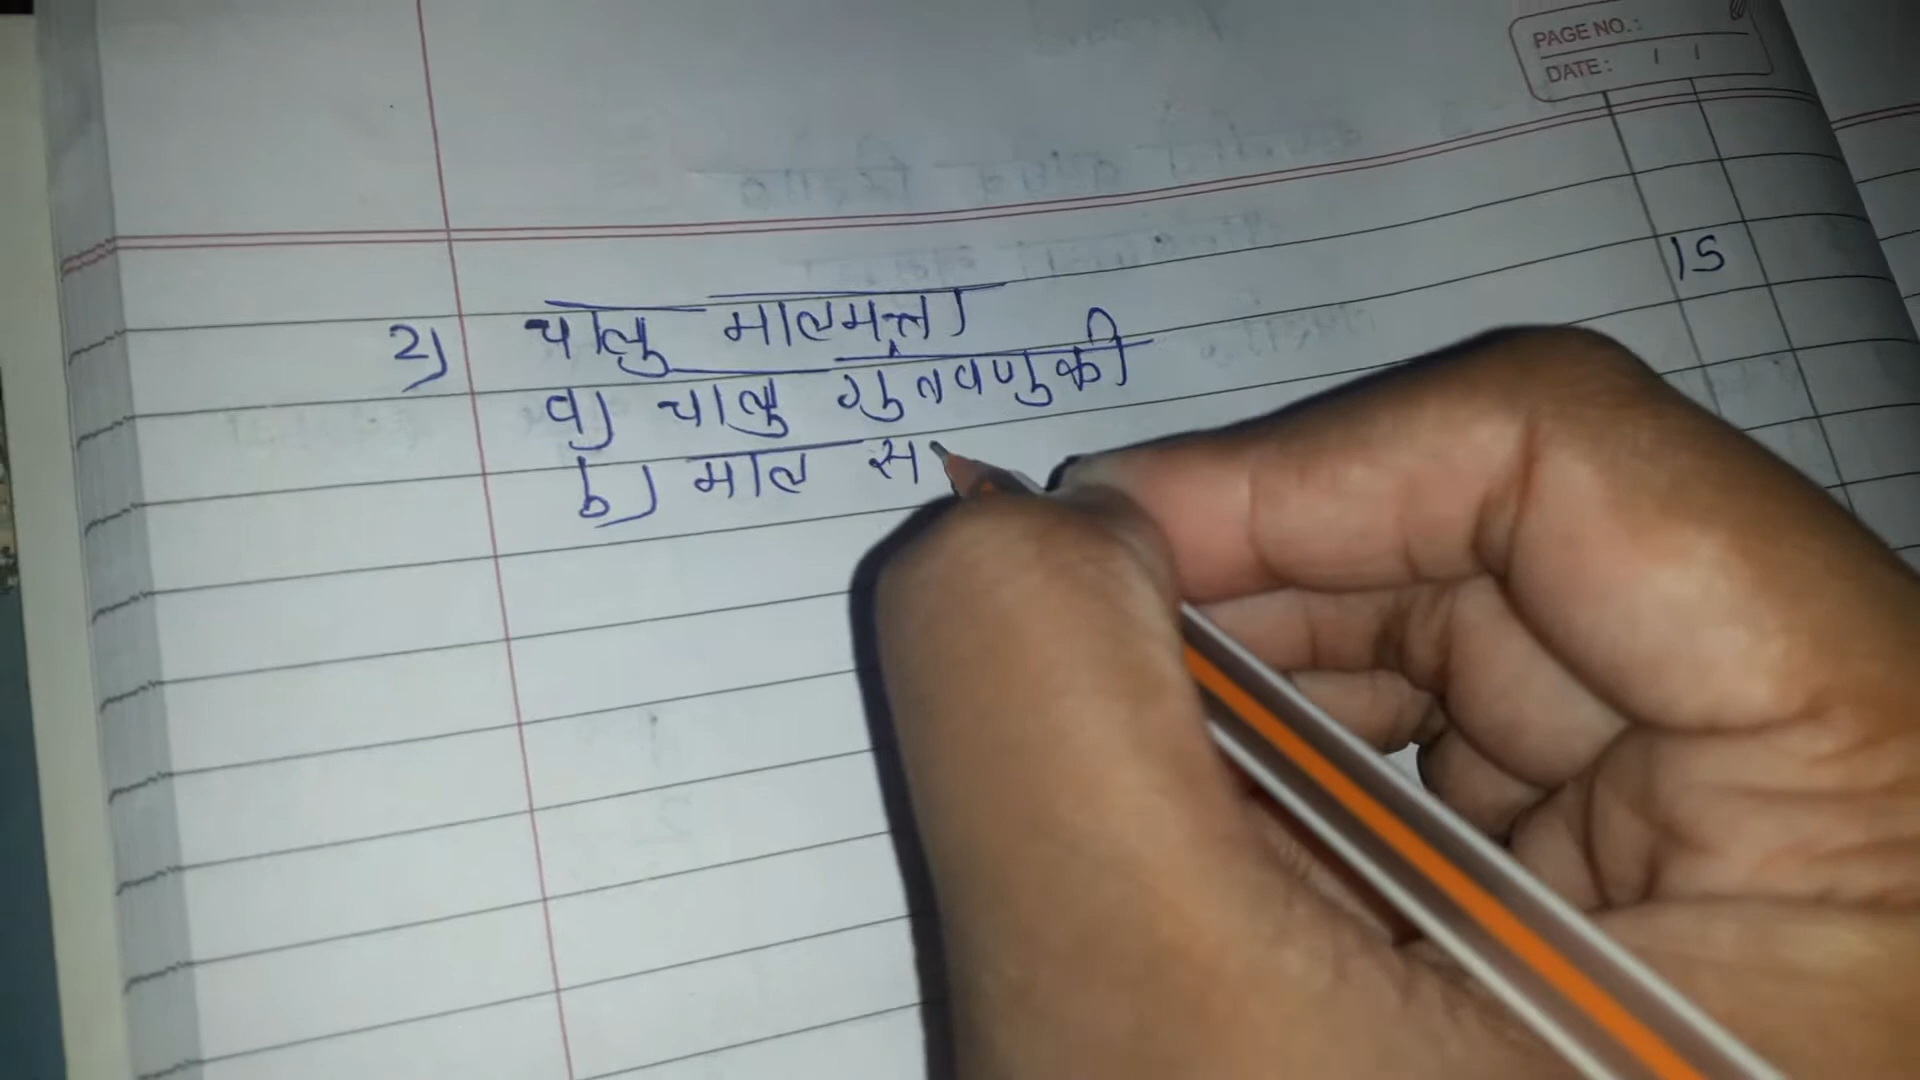 PAGE NO.:
DATE: / /
15
2) चालु मालमत्ता
a) चालु गुतवणुकी
b) माल स